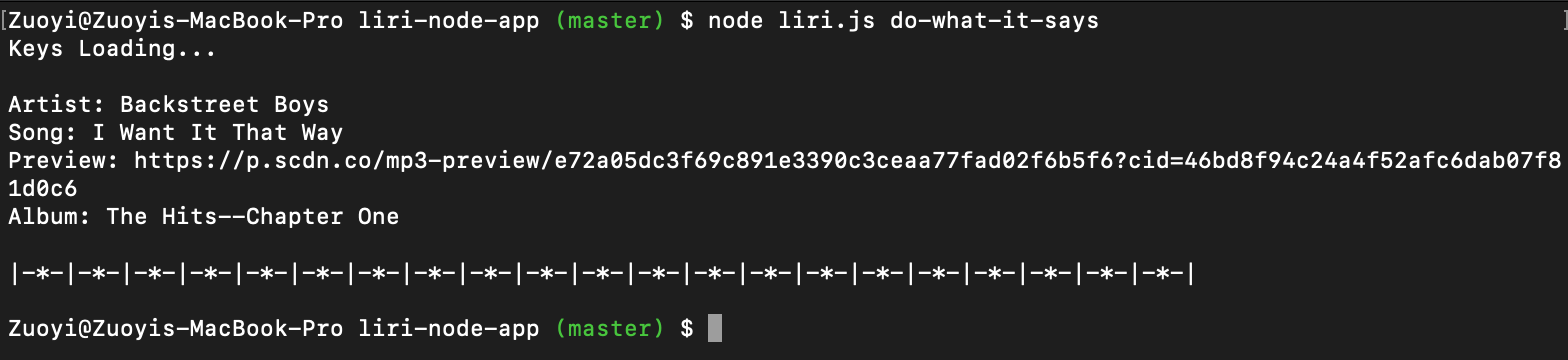 [Zuoyi@Zuoyis-MacBook-Pro liri-node-app (master) $ node liri.js do-what-it-says ]
Keys Loading...
Artist: Backstreet Boys
Song: I Want It That Way
Preview: https://p.scdn.co/mp3-preview/e72a05dc3f69c891e3390c3ceaa77fad02f6b5f6?cid=46bd8f94c24a4f52afc6dab07f8
1d0c6
Album: The Hits--Chapter One
|-*-|-*-|-*-|-*-|-*-|-*-|-*-|-*-|-*-|-*-|-*-|-*-|-*-|-*-|-*-|-*-|-*-|-*-|-*-|-*-|-*-|
Zuoyi@Zuoyis-MacBook-Pro liri-node-app (master) $